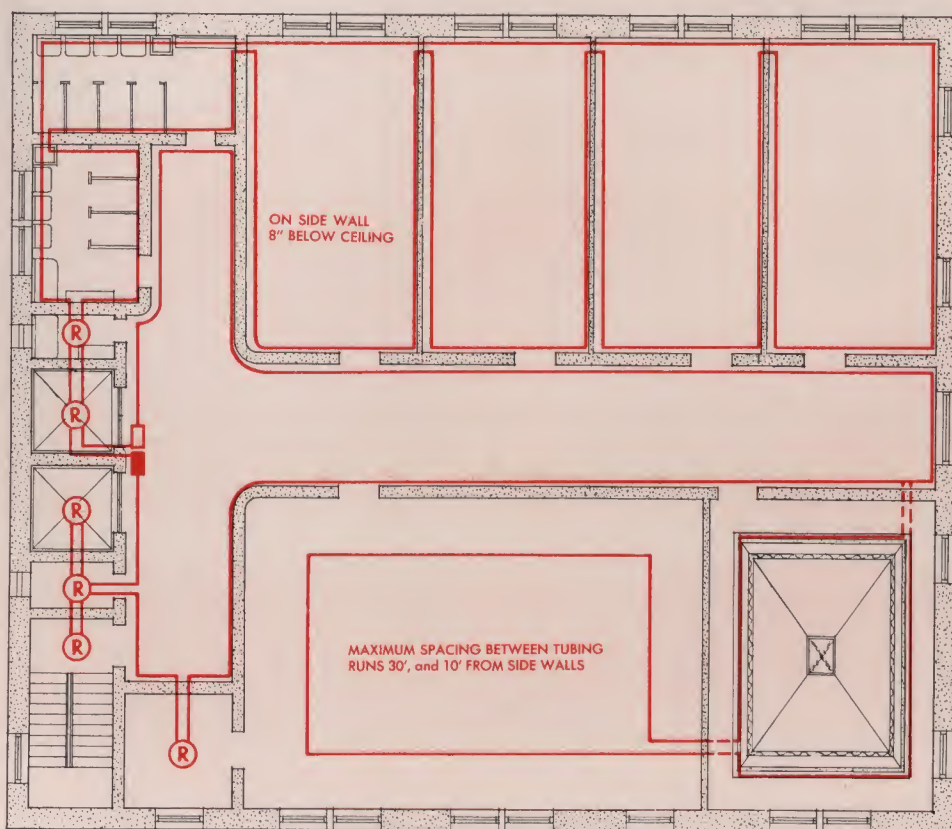 ON SIDE WALL
8" BELOW CEILING
R
R
R
R
R
R
MAXIMUM SPACING BETWEEN TUBING
RUNS 30', and 10' FROM SIDE WALLS